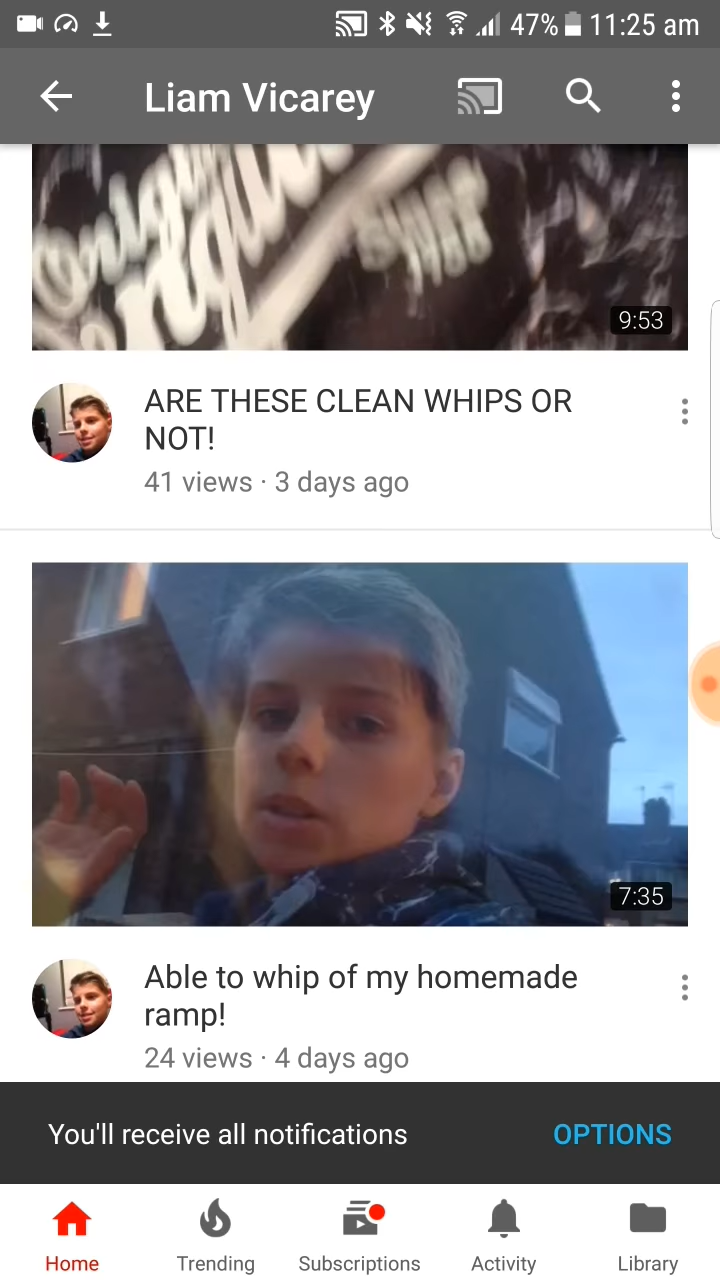 47% 11:25 am
Liam Vicarey
9:53
ARE THESE CLEAN WHIPS OR
NOT!
41 views · 3 days ago
7:35
Able to whip of my homemade
ramp!
24 views · 4 days ago
You'll receive all notifications OPTIONS
Home Trending Subscriptions Activity Library